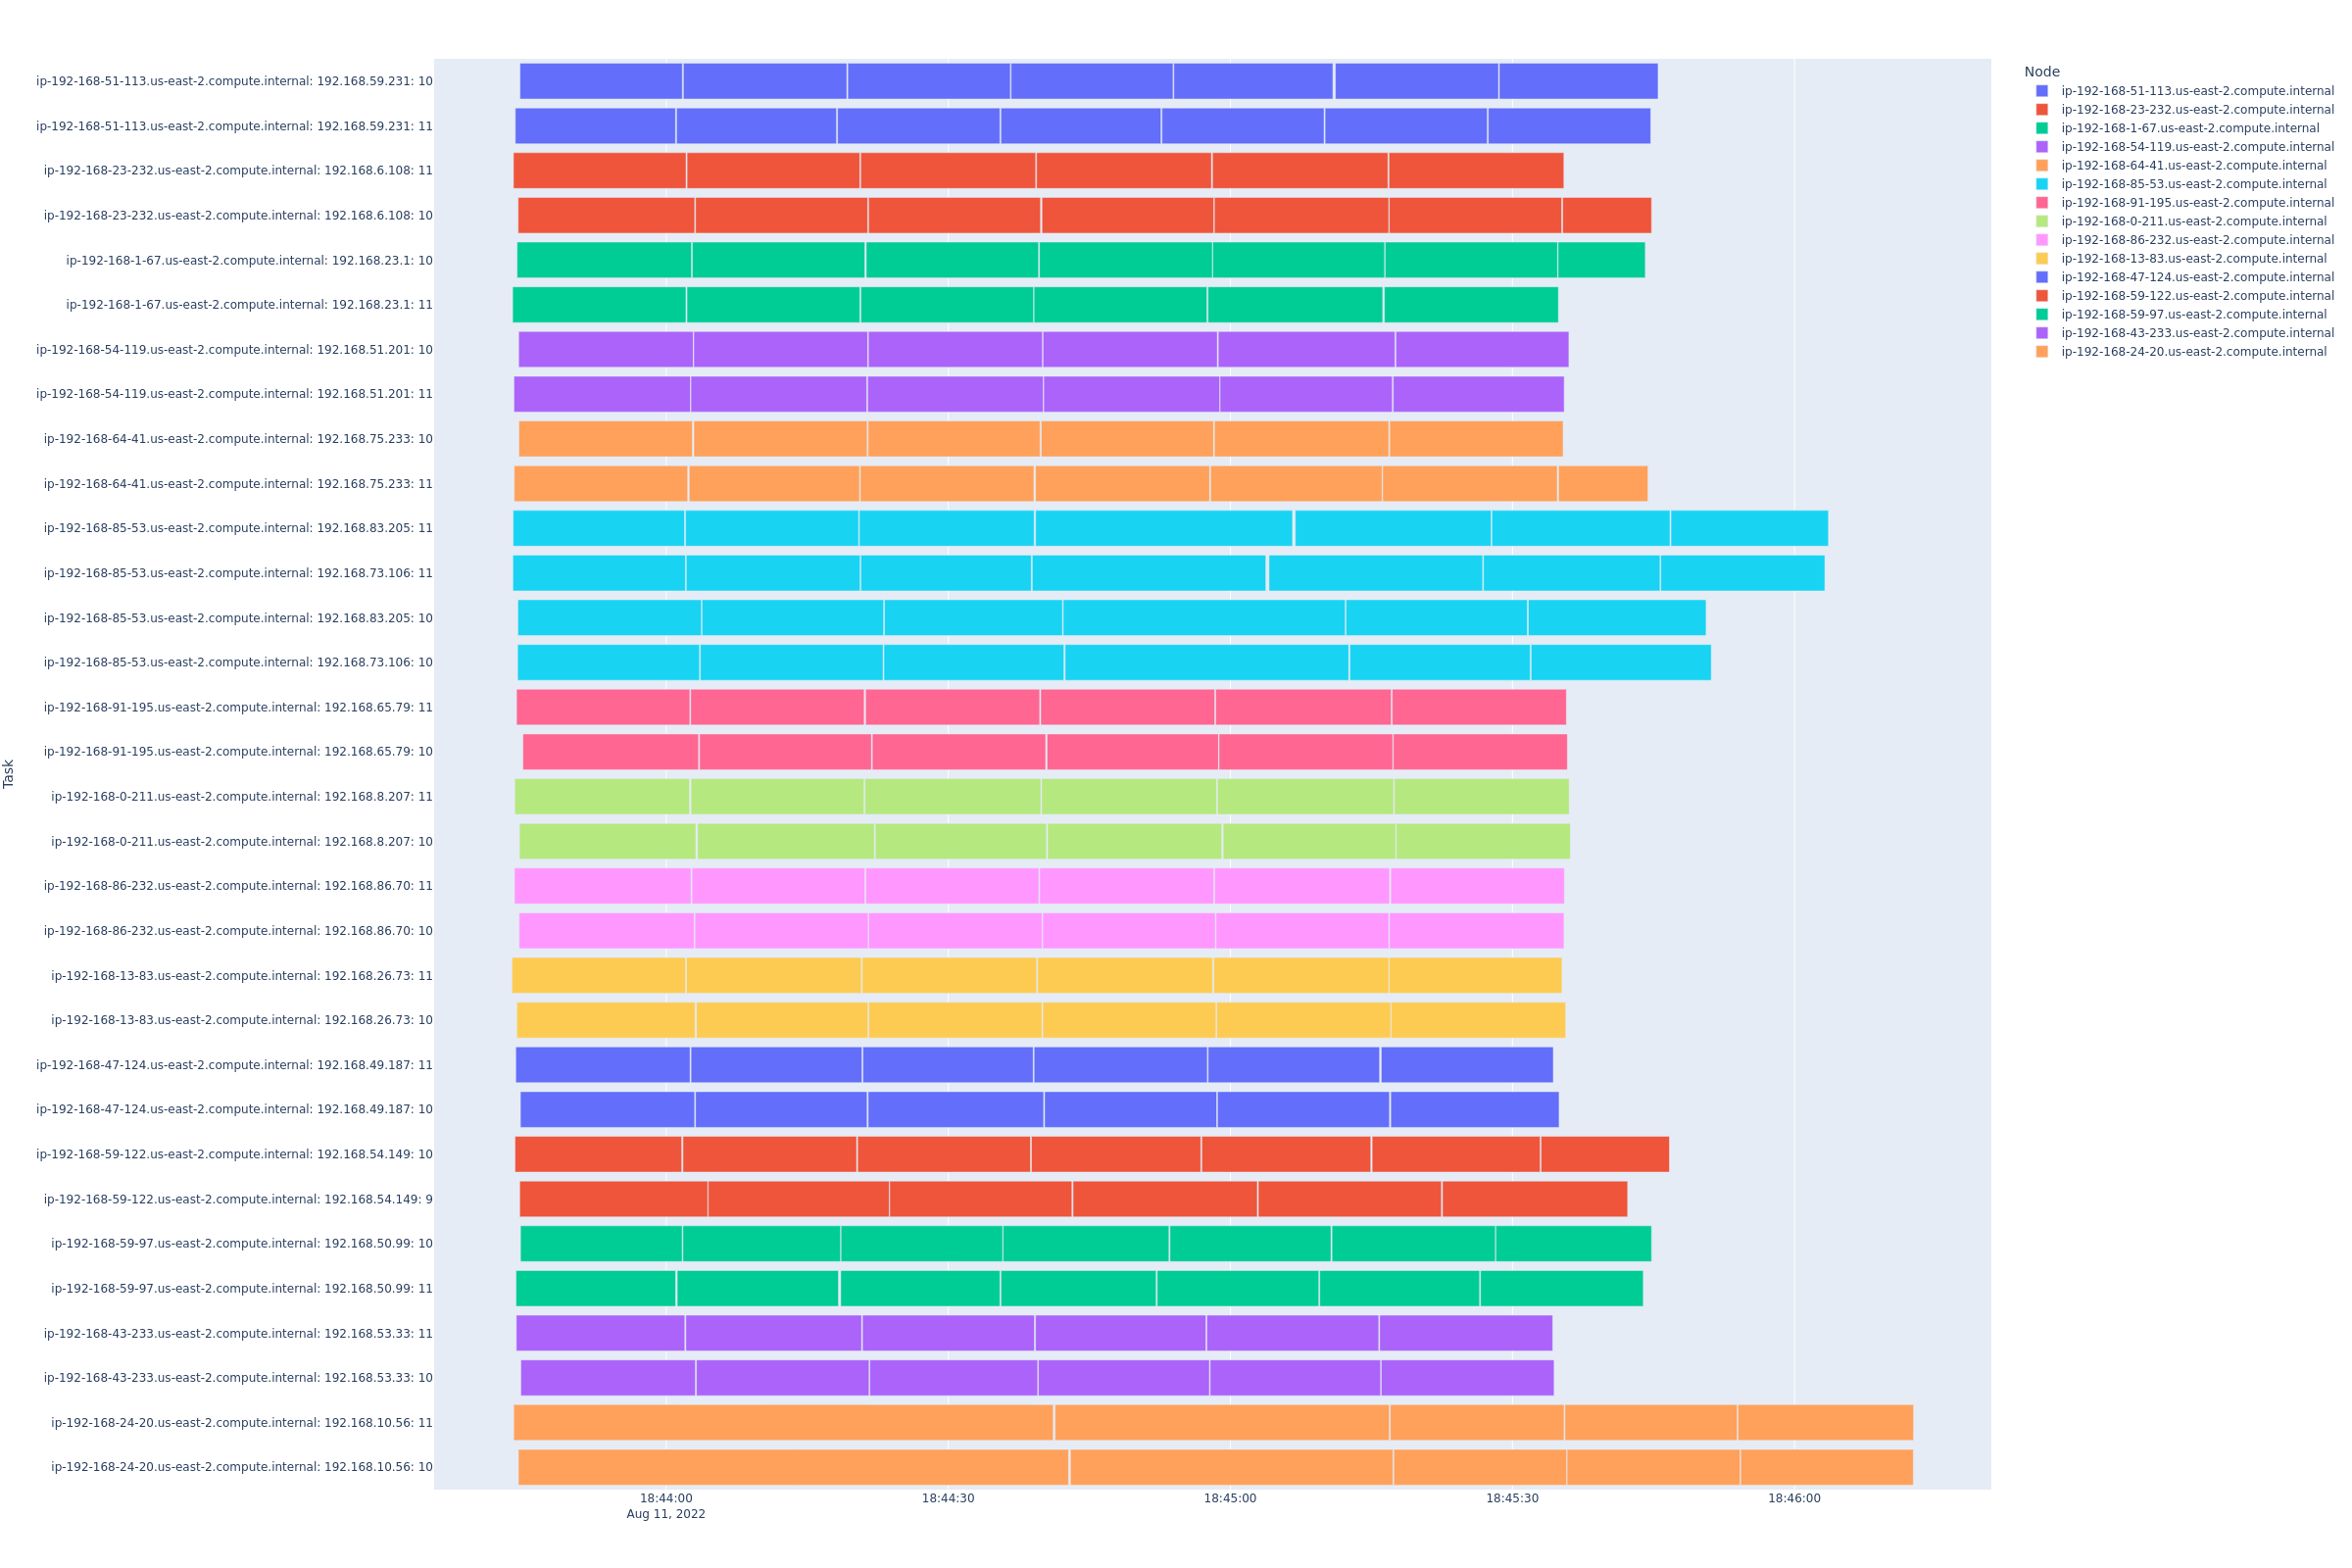 ip-192-168-51-113.us-east-2.compute.internal: 192.168.59.231: 10
ip-192-168-51-113.us-east-2.compute.internal: 192.168.59.231: 11
ip-192-168-23-232.us-east-2.compute.internal: 192.168.6.108: 11
ip-192-168-23-232.us-east-2.compute.internal: 192.168.6.108: 10
ip-192-168-1-67.us-east-2.compute.internal: 192.168.23.1: 10
ip-192-168-1-67.us-east-2.compute.internal: 192.168.23.1: 11
ip-192-168-54-119.us-east-2.compute.internal: 192.168.51.201: 10
ip-192-168-54-119.us-east-2.compute.internal: 192.168.51.201: 11
ip-192-168-64-41.us-east-2.compute.internal: 192.168.75.233: 10
ip-192-168-64-41.us-east-2.compute.internal: 192.168.75.233: 11
ip-192-168-85-53.us-east-2.compute.internal: 192.168.83.205: 11
ip-192-168-85-53.us-east-2.compute.internal: 192.168.73.106: 11
ip-192-168-85-53.us-east-2.compute.internal: 192.168.83.205: 10
ip-192-168-85-53.us-east-2.compute.internal: 192.168.73.106: 10
ip-192-168-91-195.us-east-2.compute.internal: 192.168.65.79: 11
ip-192-168-91-195.us-east-2.compute.internal: 192.168.65.79: 10
ip-192-168-0-211.us-east-2.compute.internal: 192.168.8.207: 11
ip-192-168-0-211.us-east-2.compute.internal: 192.168.8.207: 10
ip-192-168-86-232.us-east-2.compute.internal: 192.168.86.70: 11
ip-192-168-86-232.us-east-2.compute.internal: 192.168.86.70: 10
ip-192-168-13-83.us-east-2.compute.internal: 192.168.26.73: 11
ip-192-168-13-83.us-east-2.compute.internal: 192.168.26.73: 10
ip-192-168-47-124.us-east-2.compute.internal: 192.168.49.187: 11
ip-192-168-47-124.us-east-2.compute.internal: 192.168.49.187: 10
ip-192-168-59-122.us-east-2.compute.internal: 192.168.54.149: 10
ip-192-168-59-122.us-east-2.compute.internal: 192.168.54.149: 9
ip-192-168-59-97.us-east-2.compute.internal: 192.168.50.99: 10
ip-192-168-59-97.us-east-2.compute.internal: 192.168.50.99: 11
ip-192-168-43-233.us-east-2.compute.internal: 192.168.53.33: 11
ip-192-168-43-233.us-east-2.compute.internal: 192.168.53.33: 10
ip-192-168-24-20.us-east-2.compute.internal: 192.168.10.56: 11
ip-192-168-24-20.us-east-2.compute.internal: 192.168.10.56: 10
Task
18:44:00 18:44:30 18:45:00 18:45:30 18:46:00
Aug 11, 2022
Node
ip-192-168-51-113.us-east-2.compute.internal
ip-192-168-23-232.us-east-2.compute.internal
ip-192-168-1-67.us-east-2.compute.internal
ip-192-168-54-119.us-east-2.compute.internal
ip-192-168-64-41.us-east-2.compute.internal
ip-192-168-85-53.us-east-2.compute.internal
ip-192-168-91-195.us-east-2.compute.internal
ip-192-168-0-211.us-east-2.compute.internal
ip-192-168-86-232.us-east-2.compute.internal
ip-192-168-13-83.us-east-2.compute.internal
ip-192-168-47-124.us-east-2.compute.internal
ip-192-168-59-122.us-east-2.compute.internal
ip-192-168-59-97.us-east-2.compute.internal
ip-192-168-43-233.us-east-2.compute.internal
ip-192-168-24-20.us-east-2.compute.internal